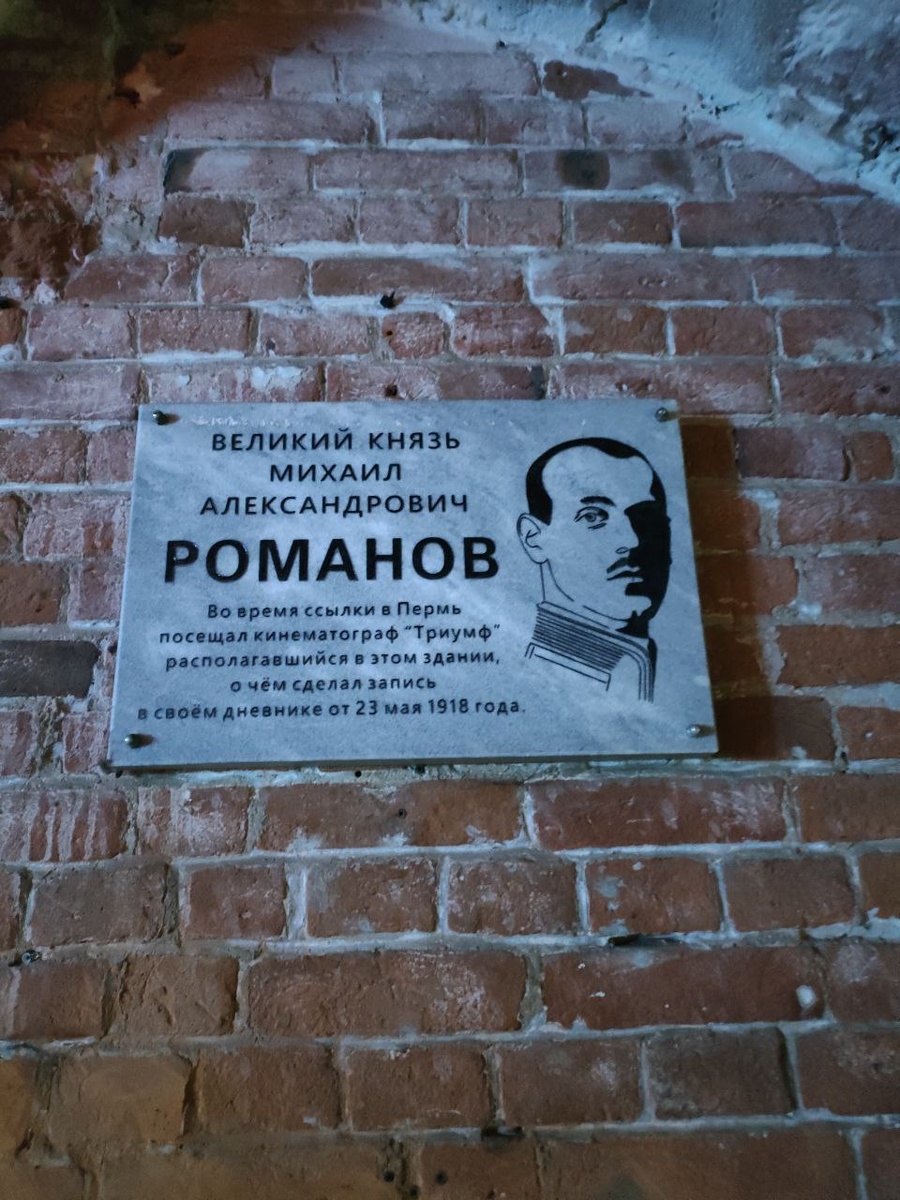 ВЕЛИКИЙ КНЯЗЬ
МИХАИЛ
АЛЕКСАНДРОВИЧ
РОМАНОВ
Во время ссылки в Пермь
посещал кинематограф "Триумф"
располагавшийся в этом здании,
о чём сделал запись
в своём дневнике от 23 мая 1918 года.